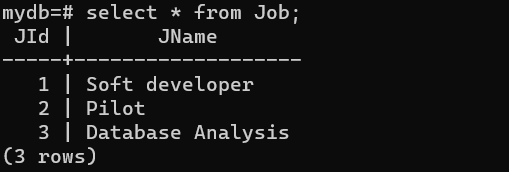 mydb=# select * from Job;
 JId |       JName
-----+-------------------
   1 | Soft developer
   2 | Pilot
   3 | Database Analysis
(3 rows)